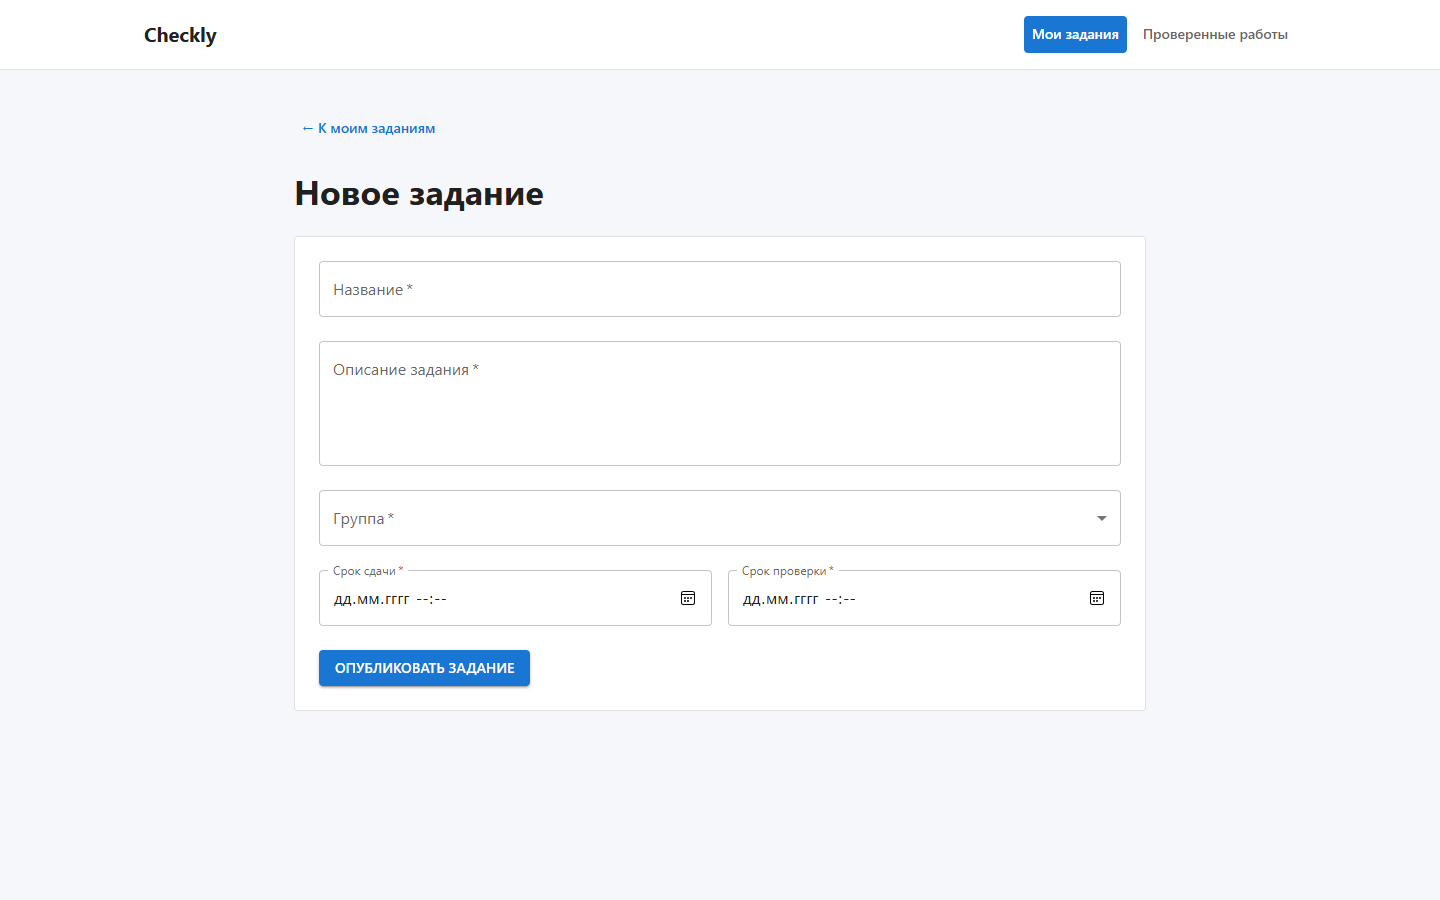 Checkly
Мои задания
Проверенные работы
← К моим заданиям
Новое задание
Название *
Описание задания *
Группа *
Срок сдачи *
дд.мм.гггг --:--
Срок проверки *
дд.мм.гггг --:--
ОПУБЛИКОВАТЬ ЗАДАНИЕ